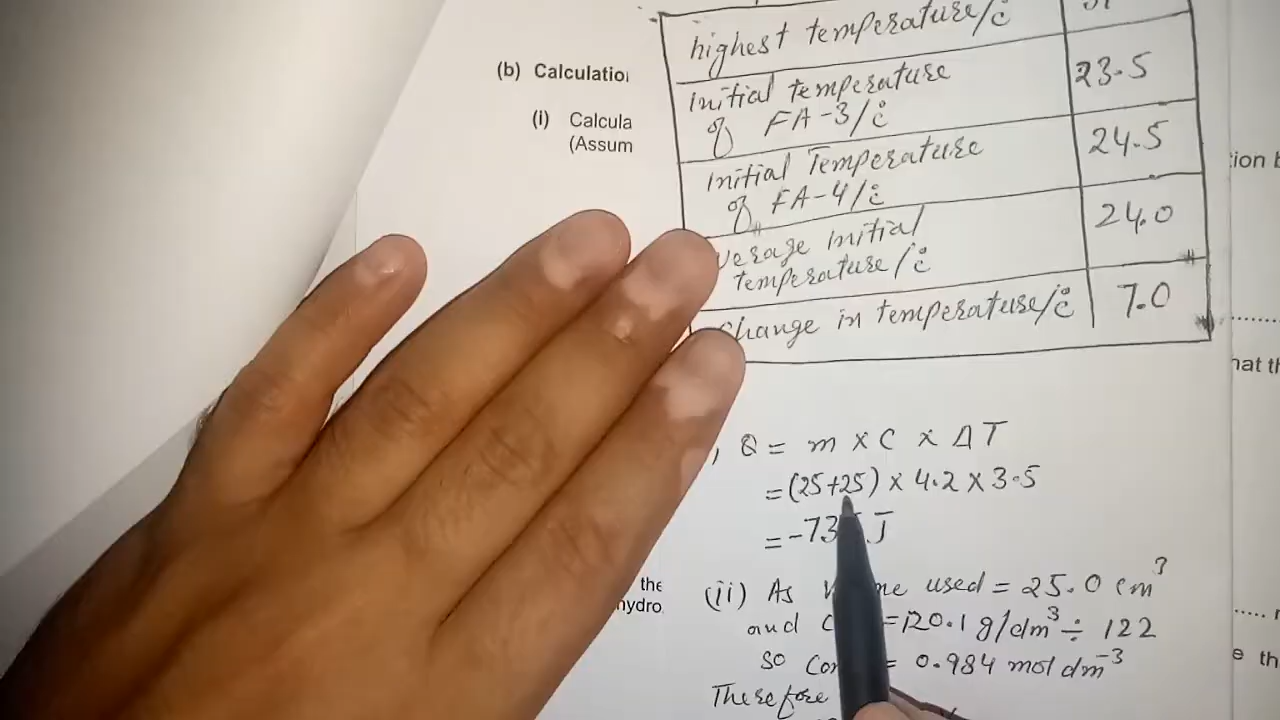 highest temperature/°C
(b) Calculatio
Initial temperature of FA-3/°C 23.5
(i) Calcula
(Assum
Initial Temperature of FA-4/°C 24.5
tion b
verage initial temperature/°C 24.0
Change in temperature/°C 7.0
hat th
, Q = m × C × ΔT
= (25+25) × 4.2 × 3.5
= -73 J
the
hydro
(ii) As used = 25.0 cm³
and = 120.1 g/dm³ ÷ 122
so = 0.984 mol dm⁻³
e th
Therefore